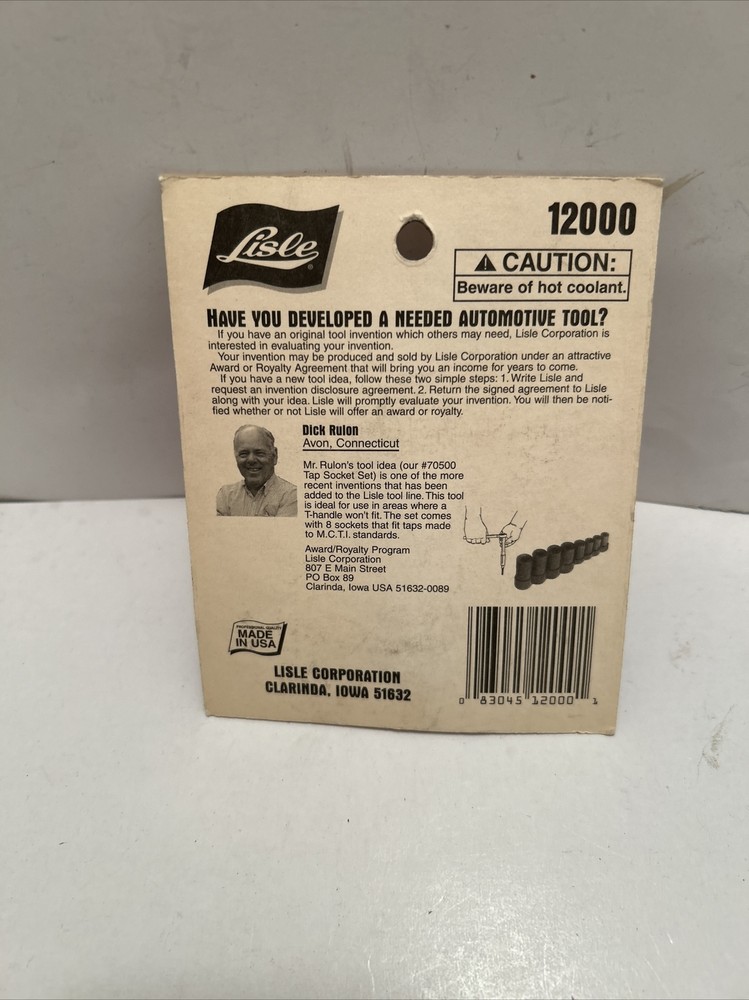 Lisle®
12000
CAUTION:
Beware of hot coolant.
HAVE YOU DEVELOPED A NEEDED AUTOMOTIVE TOOL?
If you have an original tool invention which others may need, Lisle Corporation is
interested in evaluating your invention.
Your invention may be produced and sold by Lisle Corporation under an attractive
Award or Royalty Agreement that will bring you an income for years to come.
If you have a new tool idea, follow these two simple steps: 1. Write Lisle and
request an invention disclosure agreement. 2. Return the signed agreement to Lisle
along with your idea. Lisle will promptly evaluate your invention. You will then be noti-
fied whether or not Lisle will offer an award or royalty.
Dick Rulon
Avon, Connecticut
Mr. Rulon's tool idea (our #70500
Tap Socket Set) is one of the more
recent inventions that has been
added to the Lisle tool line. This tool
is ideal for use in areas where a
T-handle won't fit. The set comes
with 8 sockets that fit taps made
to M.C.T.I. standards.
Award/Royalty Program
Lisle Corporation
807 E Main Street
PO Box 89
Clarinda, Iowa USA 51632-0089
PROFESSIONAL QUALITY
MADE
IN USA
LISLE CORPORATION
CLARINDA, IOWA 51632
0 83045 12000 1